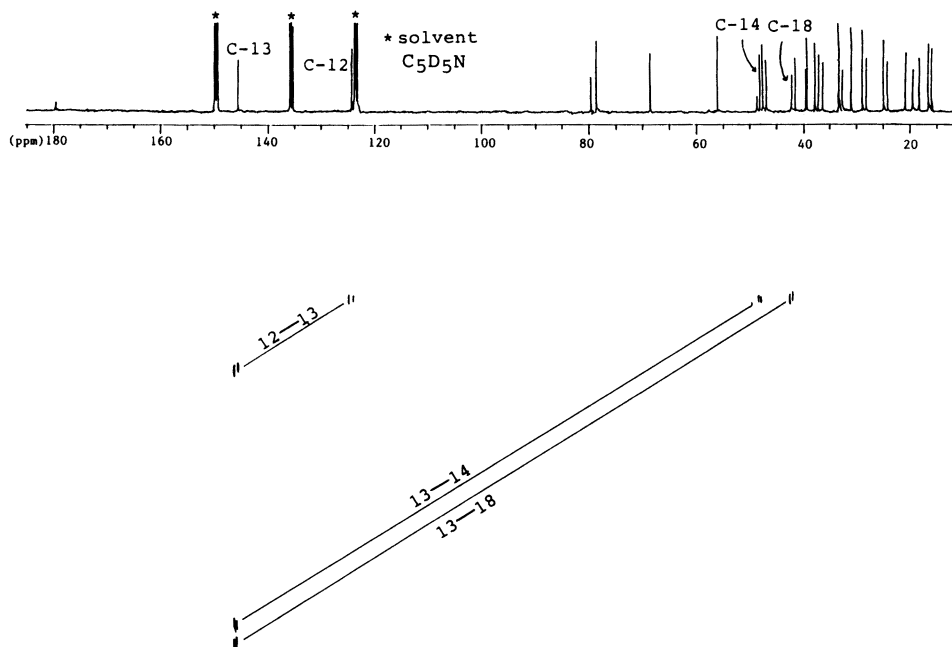 * * *
C-13
C-12
* solvent
C5D5N
C-14
C-18
(ppm)180 160 140 120 100 80 60 40 20
12—13
13—14
13—18